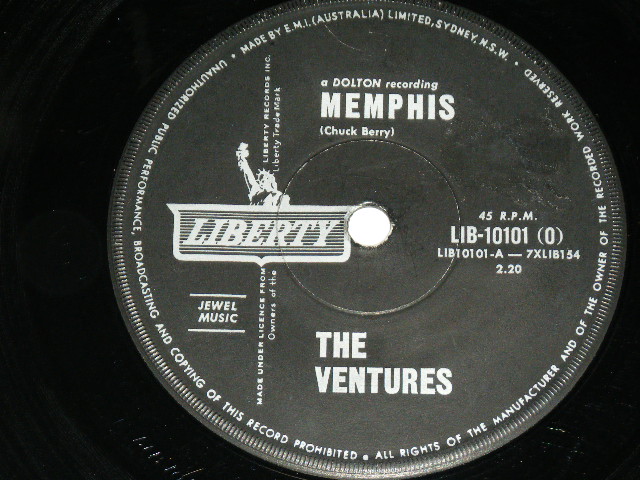 MADE BY E.M.I. (AUSTRALIA) LIMITED, SYDNEY, N.S.W.
a DOLTON recording
MEMPHIS
(Chuck Berry)
LIBERTY RECORDS INC.
Liberty Trade Mark
LIBERTY
45 R.P.M.
LIB-10101 (O)
LIB10101-A — 7XLIB154
2.20
JEWEL
MUSIC
MADE UNDER LICENCE FROM
Owners of the
THE
VENTURES
UNAUTHORIZED PUBLIC PERFORMANCE, BROADCASTING AND COPYING OF THIS RECORD PROHIBITED • ALL RIGHTS OF THE MANUFACTURER AND OF THE OWNER OF THE RECORDED WORK RESERVED